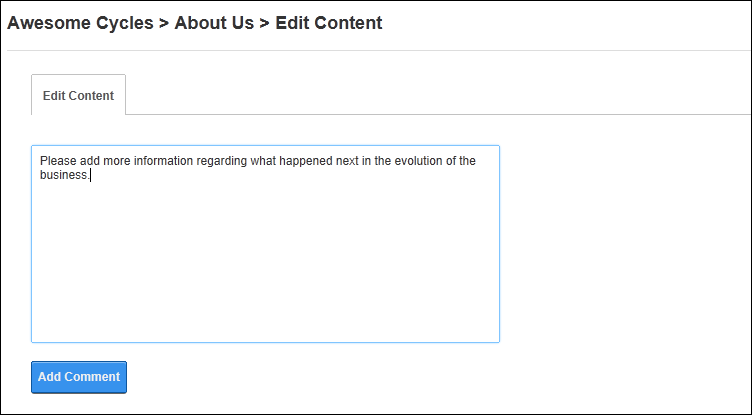 Awesome Cycles > About Us > Edit Content
Edit Content
Please add more information regarding what happened next in the evolution of the
business.
Add Comment